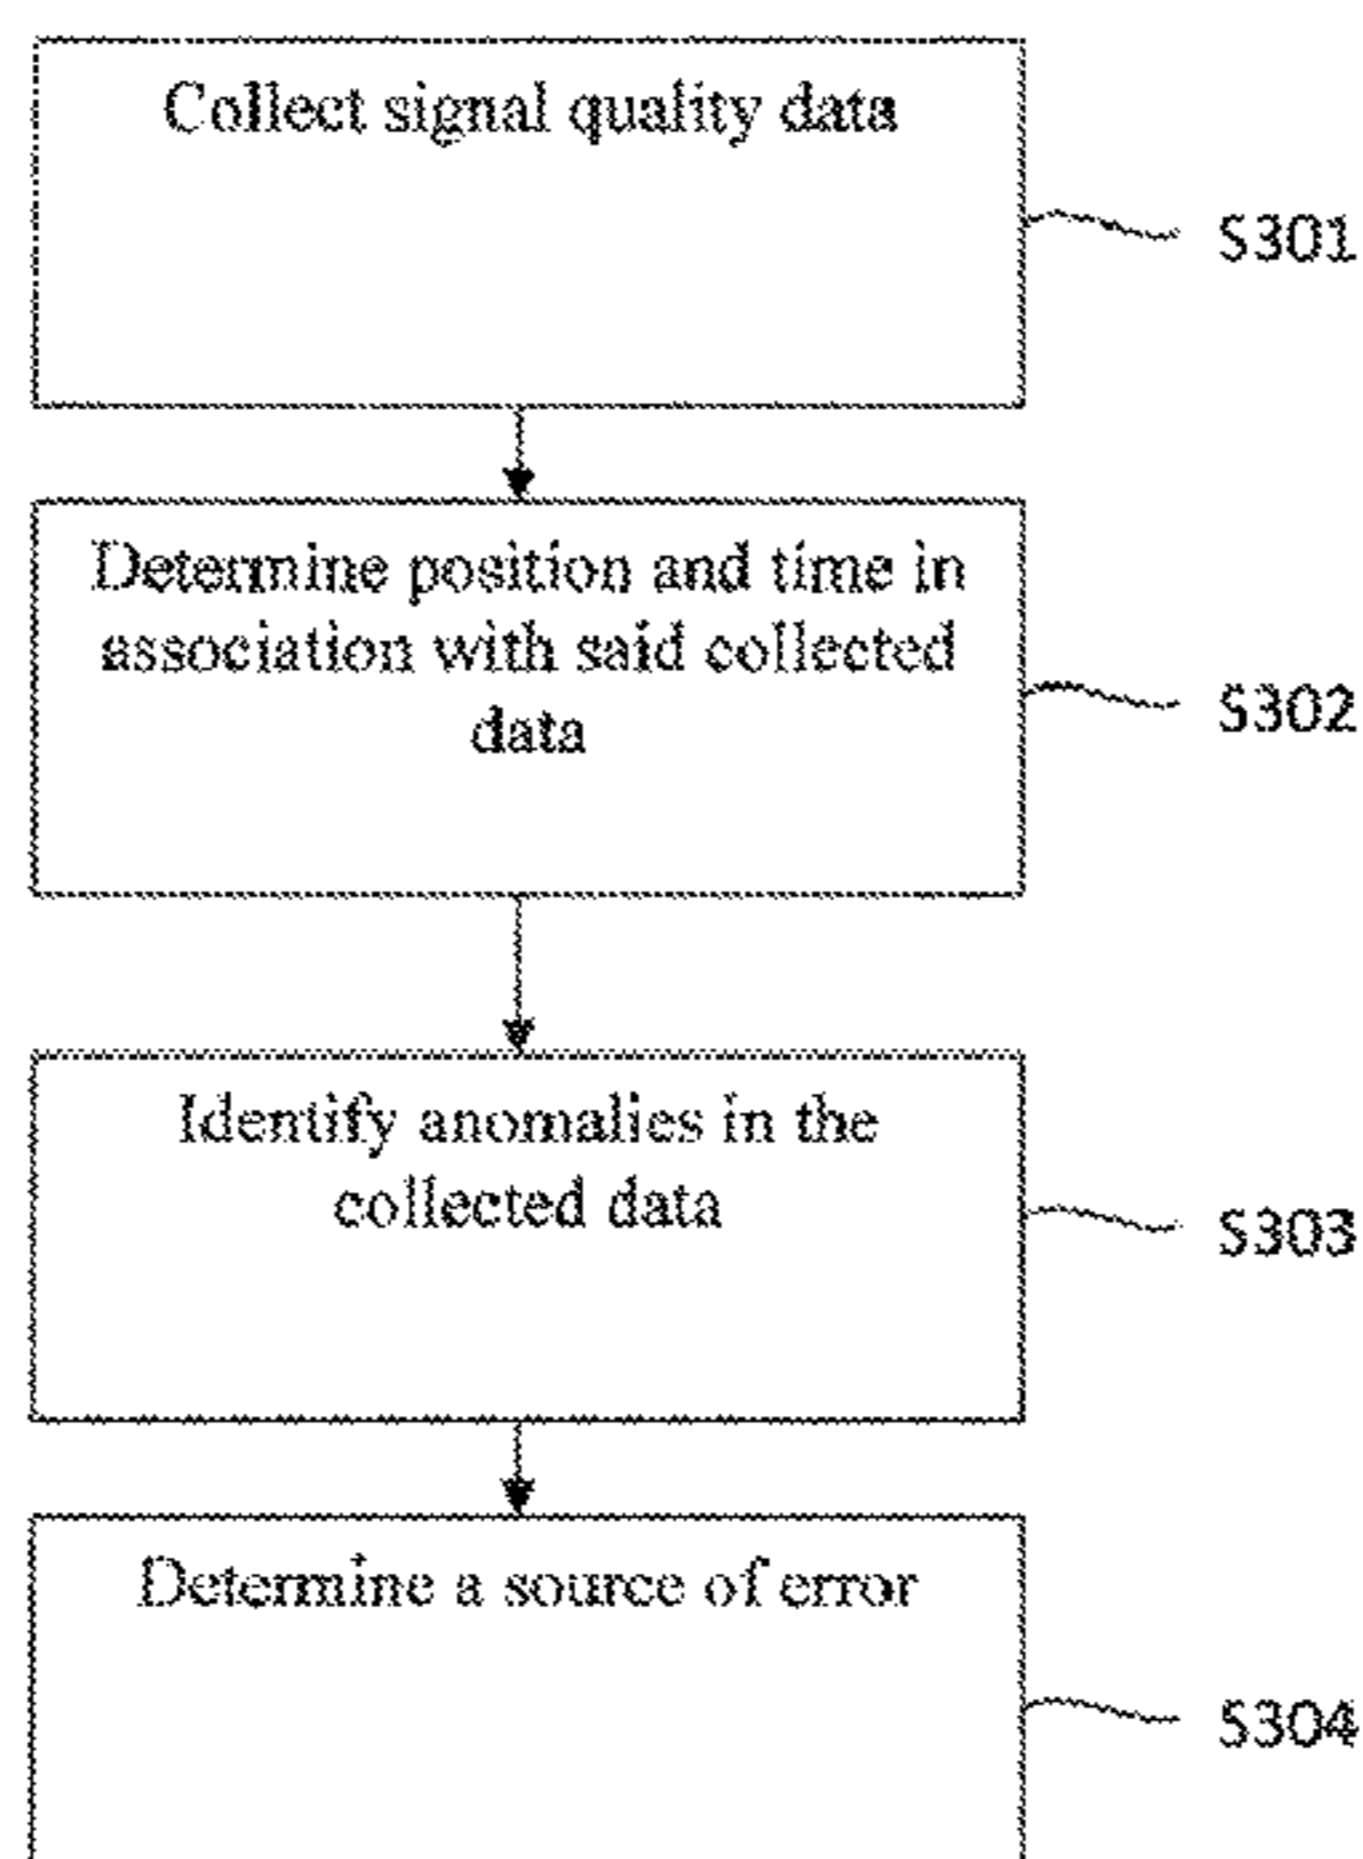 Collect signal quality data
S301
Determine position and time in
association with said collected
data
S302
Identify anomalies in the
collected data
S303
Determine a source of error
S304